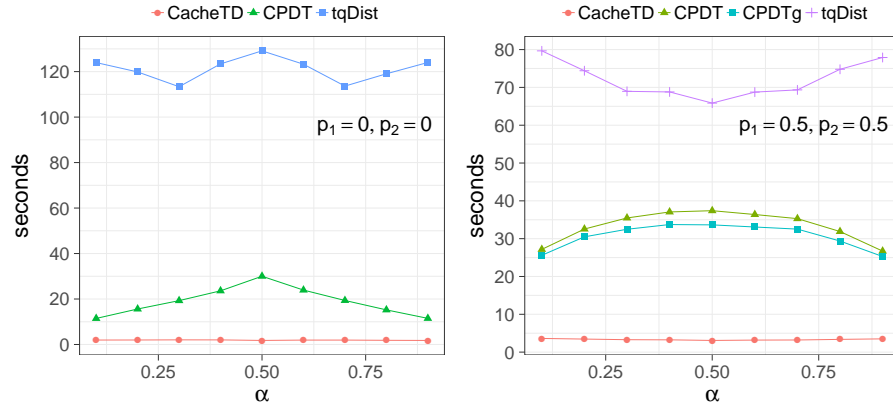 CacheTD CPDT tqDist
120
100
80
60
40
20
0
seconds
p₁ = 0, p₂ = 0
0.25 0.50 0.75
α
CacheTD CPDT CPDTg tqDist
80
70
60
50
40
30
20
10
0
seconds
p₁ = 0.5, p₂ = 0.5
0.25 0.50 0.75
α